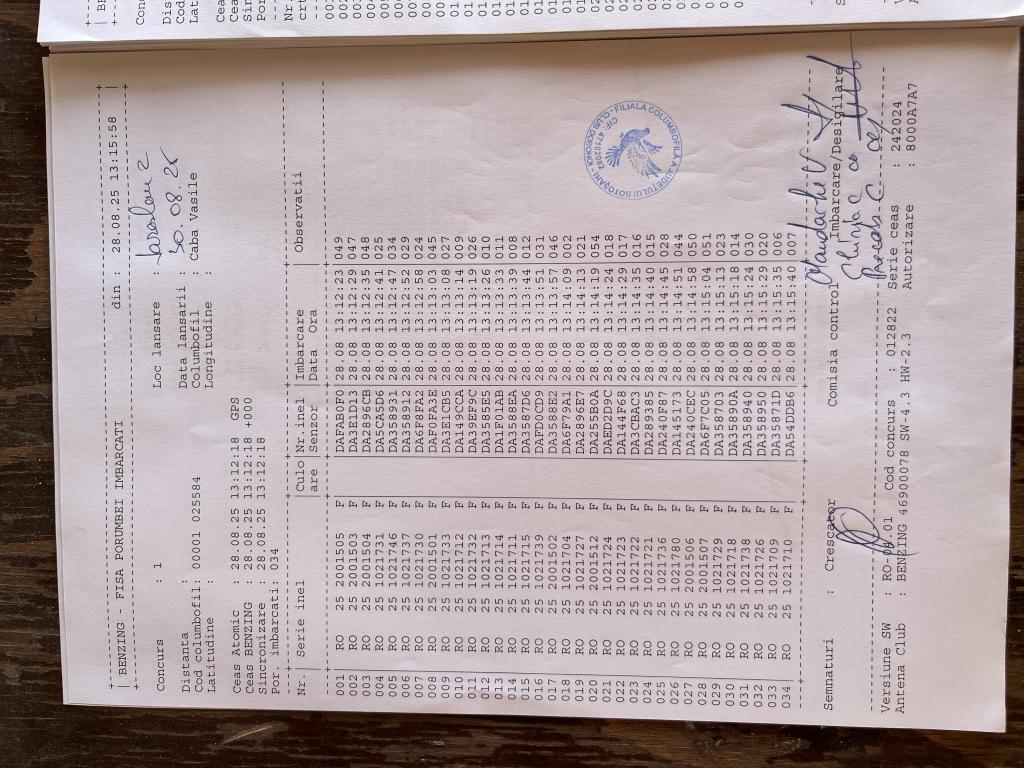 BENZING - FISA PORUMBEI IMBARCATI din : 28.08.25 13:15:58
Concurs : 1 Loc lansare : Iaroslau 2
Distanta : Data lansarii : 30.08.25
Cod columbofil: 0001 025584 Columbofil : Caba Vasile
Latitudine : Longitudine :
Ceas Atomic : 28.08.25 13:12:18 GPS
Ceas BENZING : 28.08.25 13:12:18 +000
Sincronizare : 28.08.25 13:12:18
Por. imbarcati: 034
Nr. | Serie inel |Culo|Nr.inel |Imbarcare | Observatii
|are |Senzor |Data Ora
001 | RO 25 2001505 F |DAFAB0F0|28.08 13:12:23 049
002 | RO 25 2001503 F |DA3E1D13|28.08 13:12:29 047
003 | RO 25 2001504 F |DA2896CB|28.08 13:12:35 048
004 | RO 25 1021731 F |DA5CA5D6|28.08 13:12:41 025
005 | RO 25 1021746 F |DA358931|28.08 13:12:47 034
006 | RO 25 1021737 F |DA358971|28.08 13:12:52 029
007 | RO 25 1021730 F |DA6F8FA2|28.08 13:12:58 024
008 | RO 25 2001501 F |DAF0FA3E|28.08 13:13:03 045
009 | RO 25 1021733 F |DA3E1CB5|28.08 13:13:08 027
010 | RO 25 1021712 F |DA149CCA|28.08 13:13:14 009
011 | RO 25 1021732 F |DA39EF9C|28.08 13:13:19 026
012 | RO 25 1021713 F |DA3585E5|28.08 13:13:26 010
013 | RO 25 1021714 F |DA1F01AB|28.08 13:13:33 011
014 | RO 25 1021711 F |DA3588EA|28.08 13:13:39 008
015 | RO 25 1021715 F |DA3587D6|28.08 13:13:44 012
016 | RO 25 1021739 F |DAFD0CD9|28.08 13:13:51 031
017 | RO 25 2001502 F |DA3588E2|28.08 13:13:57 046
018 | RO 25 1021704 F |DA6F79A1|28.08 13:14:09 002
019 | RO 25 1021727 F |DA2896E7|28.08 13:14:13 021
020 | RO 25 2001512 F |DA255B0A|28.08 13:14:19 054
021 | RO 25 1021724 F |DAED2D9C|28.08 13:14:24 018
022 | RO 25 1021723 F |DA144F68|28.08 13:14:29 017
023 | RO 25 1021722 F |DA3CBAC3|28.08 13:14:35 016
024 | RO 25 1021721 F |DA289385|28.08 13:14:40 015
025 | RO 25 1021736 F |DA240F87|28.08 13:14:45 028
026 | RO 25 1021780 F |DA145173|28.08 13:14:51 044
027 | RO 25 2001506 F |DA240CEC|28.08 13:14:58 050
028 | RO 25 2001507 F |DA6F7C05|28.08 13:15:04 051
029 | RO 25 1021729 F |DA358703|28.08 13:15:13 023
030 | RO 25 1021718 F |DA35890A|28.08 13:15:18 014
031 | RO 25 1021738 F |DA358940|28.08 13:15:24 030
032 | RO 25 1021726 F |DA358950|28.08 13:15:29 020
033 | RO 25 1021709 F |DA35871D|28.08 13:15:35 006
034 | RO 25 1021710 F |DA54DDB6|28.08 13:15:40 007
FILIALA COLUMBOFILA A JUDETULUI BOTOȘANI - CLUB DOROHOI
CIF: 47102087
Semnaturi : Crescator Comisia control Imbarcare/Desigilare
Versiune SW : RO-01/01 Cod concurs : 012822 Serie ceas : 242024
Antena Club : BENZING 46900078 SW-4.3 HW-2.3 Autorizare : 8000A7A7